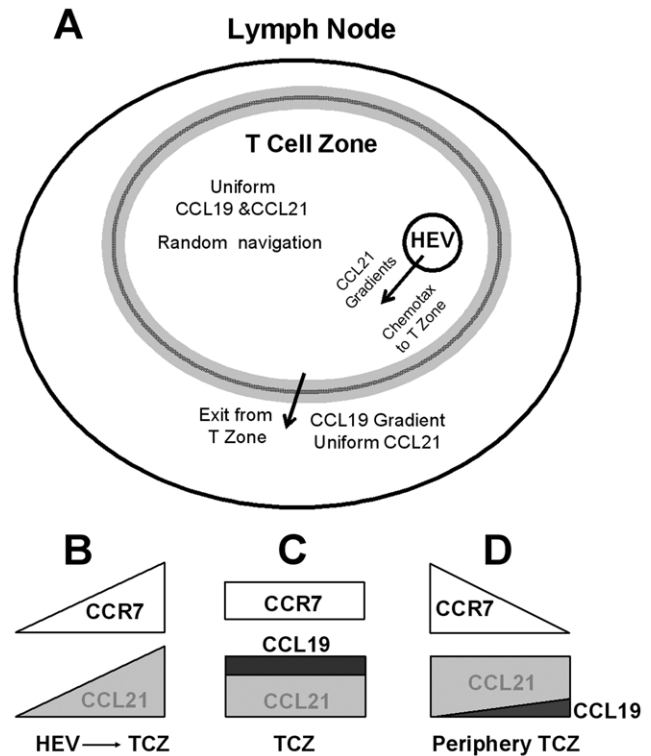 A
Lymph Node
T Cell Zone
Uniform
CCL19 &CCL21
Random navigation
HEV
CCL21
Gradients
Chemotax
to T Zone
Exit from
T Zone
CCL19 Gradient
Uniform CCL21
B
CCR7
CCL21
HEV → TCZ
C
CCR7
CCL19
CCL21
TCZ
D
CCR7
CCL21
CCL19
Periphery TCZ